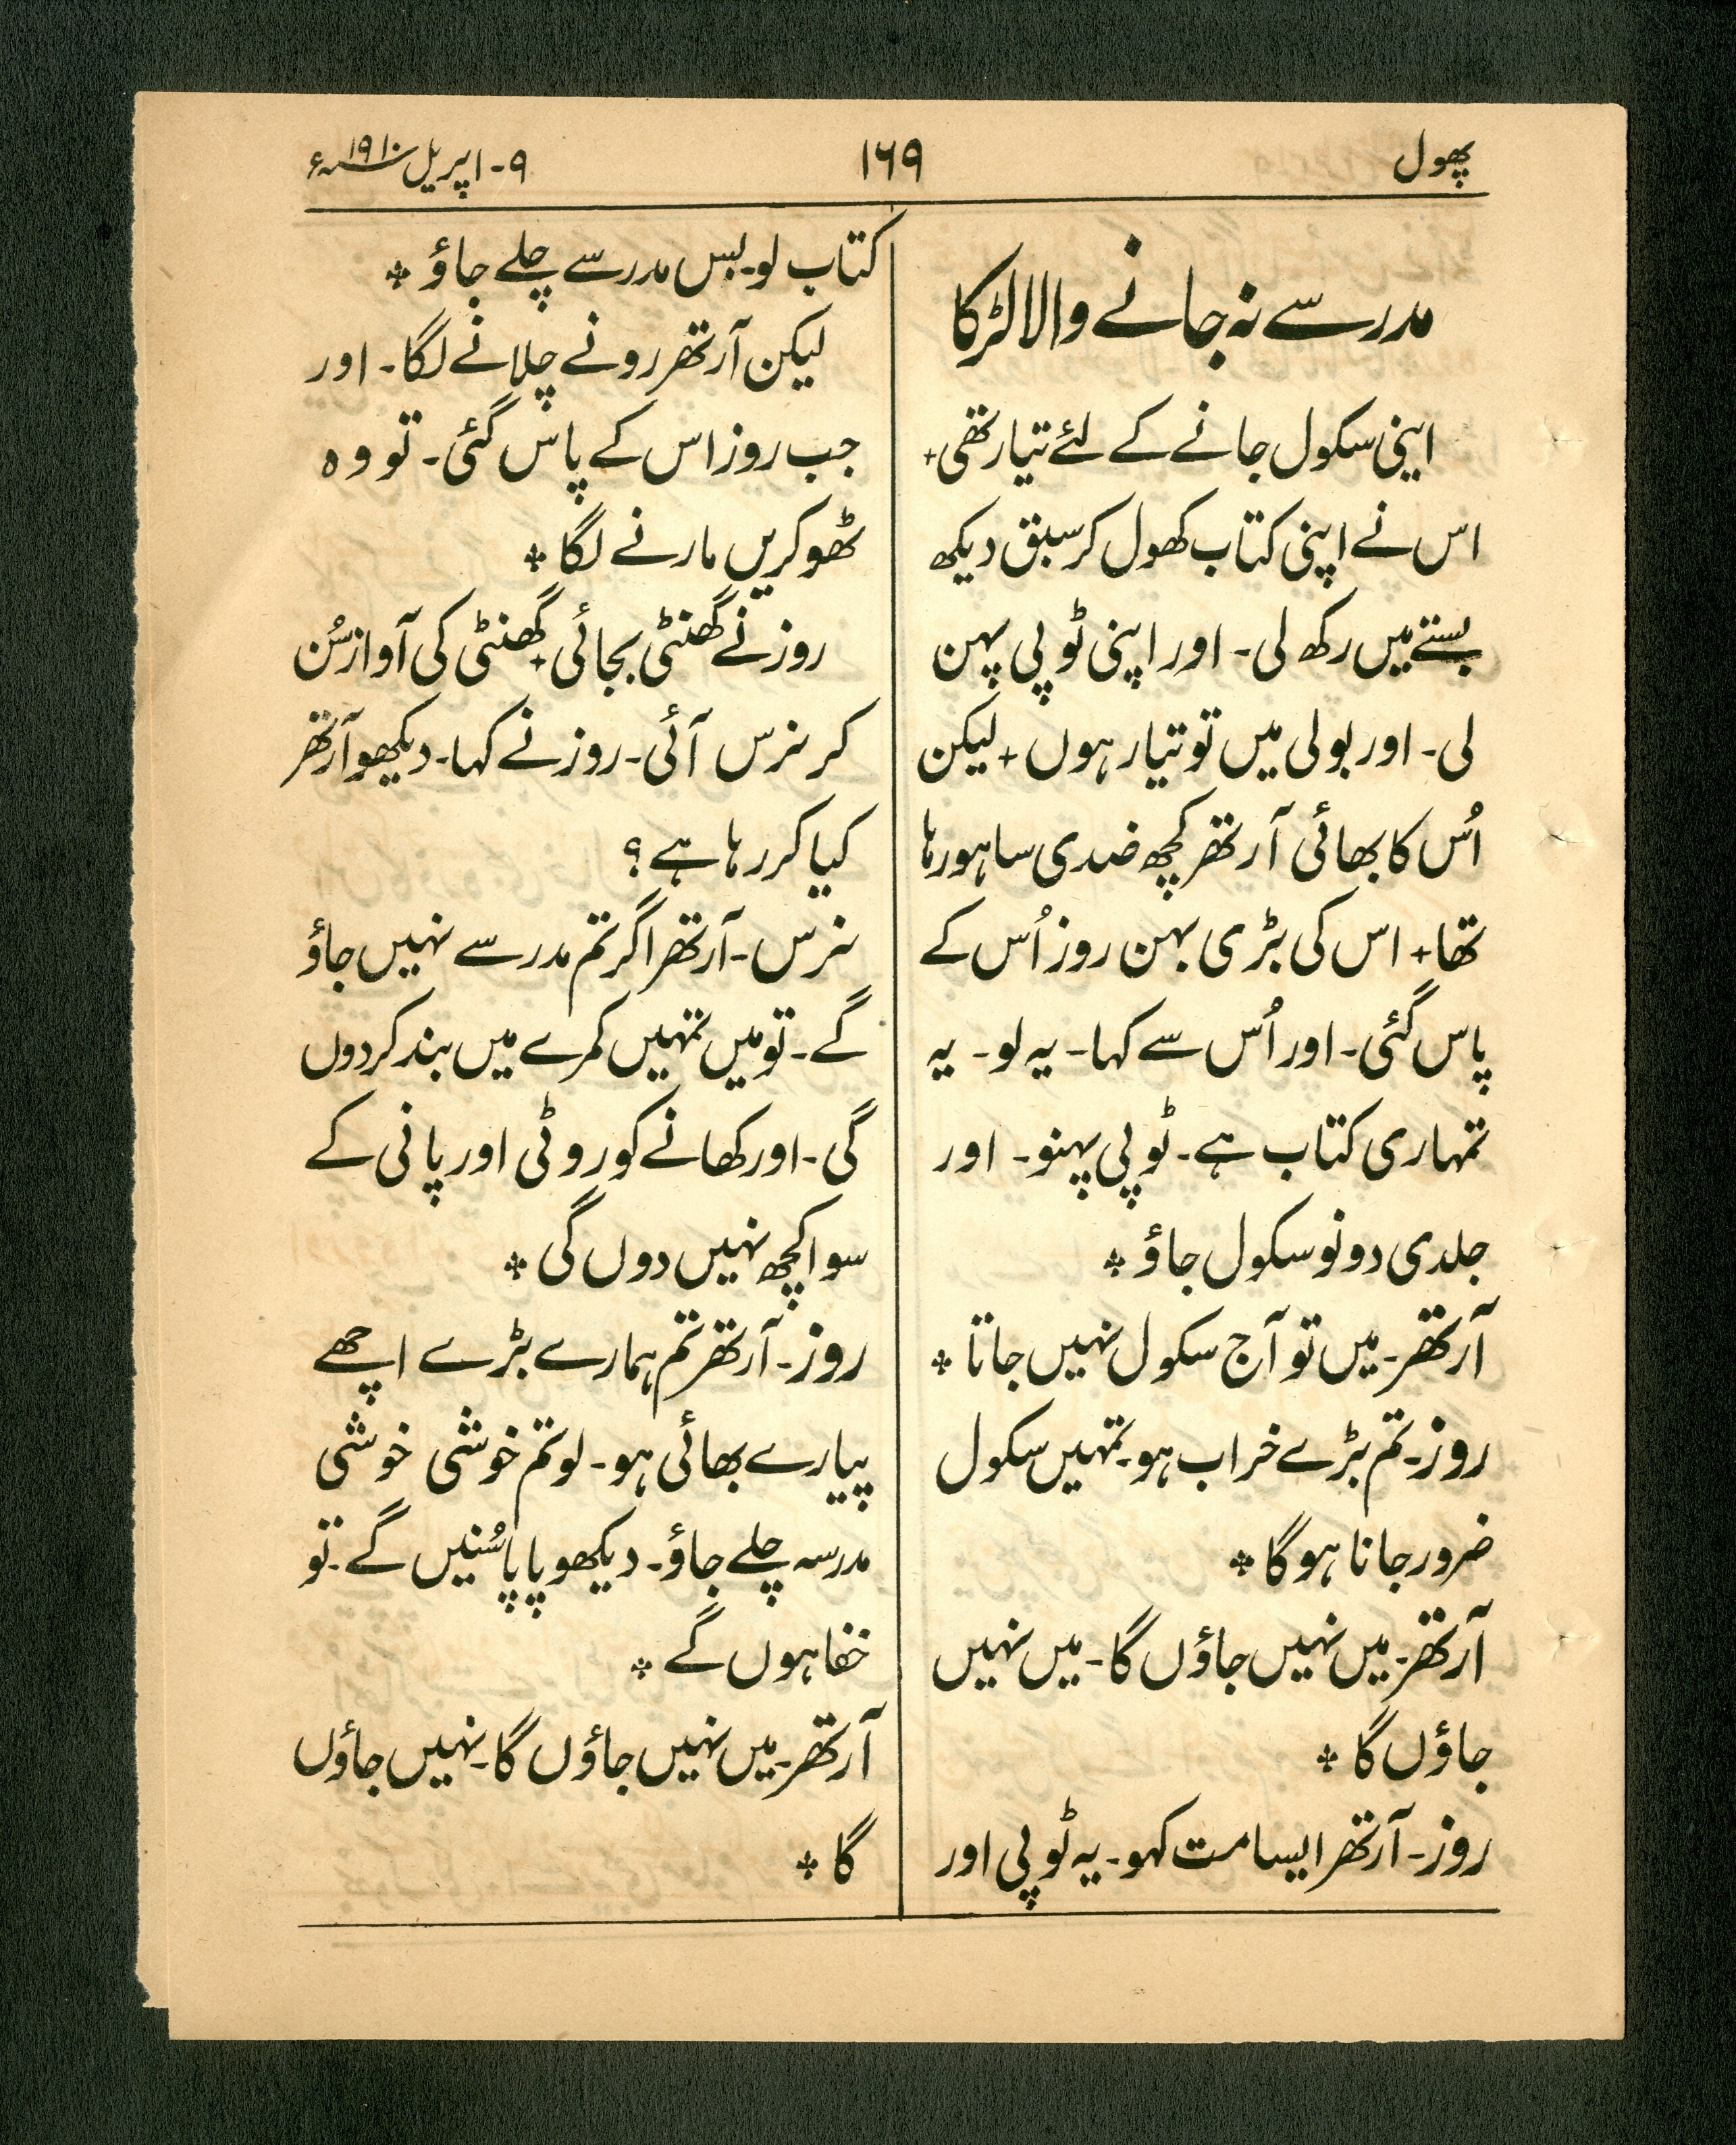 پھول
۱۶۹
۹-اپریل ۱۹۱۰ء
مدرسے نہ جانے والا لڑکا
اینی سکول جانے کے لئے تیار تھی+
اس نے اپنی کتاب کھول کر سبق دیکھ
بستے میں رکھ لی۔ اور اپنی ٹوپی پہن
لی۔ اور بولی میں تو تیار ہوں+ لیکن
اُس کا بھائی آرتھر کچھ ضدی سا ہو رہا
تھا+ اس کی بڑی بہن روز اُس کے
پاس گئی۔ اور اُس سے کہا۔ یہ لو۔ یہ
تمہاری کتاب ہے۔ ٹوپی پہنو۔ اور
جلدی دونو سکول جاؤ *
آرتھر۔ میں تو آج سکول نہیں جاتا *
روز۔ تم بڑے خراب ہو۔ تمہیں سکول
ضرور جانا ہوگا *
آرتھر۔ میں نہیں جاؤں گا۔ میں نہیں
جاؤں گا *
روز۔ آرتھر ایسا مت کہو۔ یہ ٹوپی اور
کتاب لو۔ بس مدرسے چلے جاؤ *
لیکن آرتھر رونے چلانے لگا۔ اور
جب روز اس کے پاس گئی۔ تو وہ
ٹھوکریں مارنے لگا *
روز نے گھنٹی بجائی+ گھنٹی کی آواز سُن
کر نرس آئی۔ روز نے کہا۔ دیکھو آرتھر
کیا کر رہا ہے؟
نرس۔ آرتھر اگر تم مدرسے نہیں جاؤ
گے۔ تو میں تمہیں کمرے میں بند کردوں
گی۔ اور کھانے کو روٹی اور پانی کے
سوا کچھ نہیں دوں گی *
روز۔ آرتھر تم ہمارے بڑے اچھے
پیارے بھائی ہو۔ لو تم خوشی خوشی
مدرسہ چلے جاؤ۔ دیکھو پاپا سُنیں گے۔ تو
خفا ہوں گے *
آرتھر۔ میں نہیں جاؤں گا۔ نہیں جاؤں
گا *